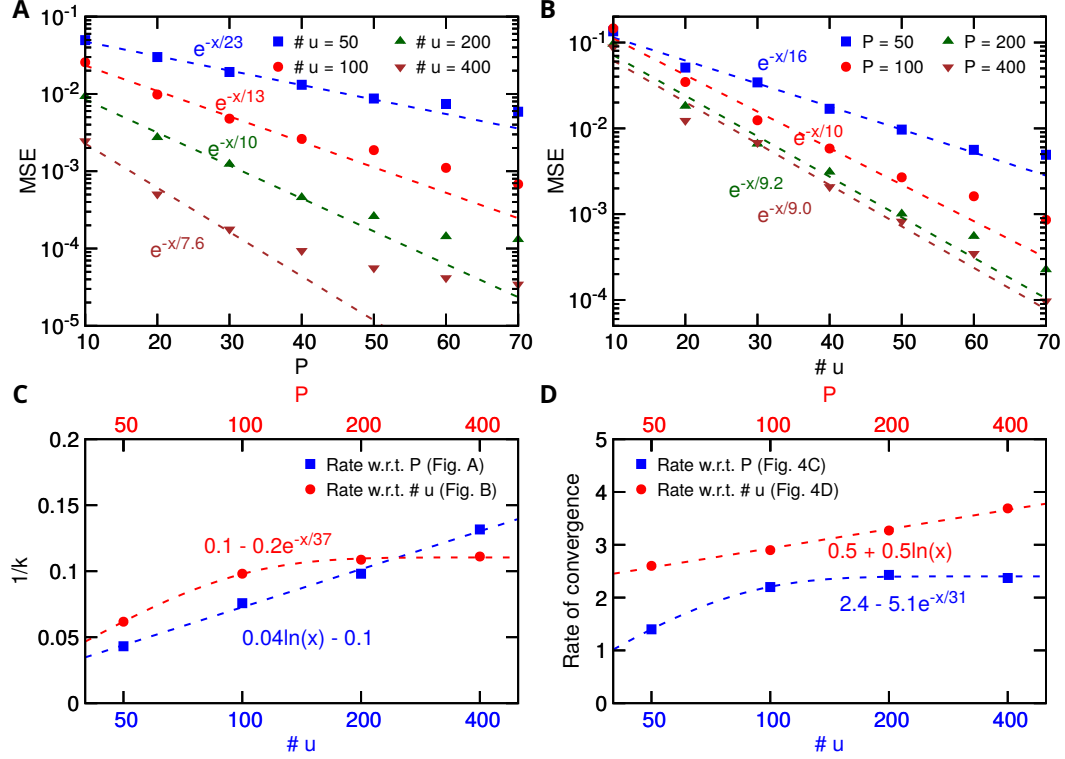 A
10^-1
10^-2
10^-3
10^-4
10^-5
MSE
e^-x/23
e^-x/13
e^-x/10
e^-x/7.6
# u = 50
# u = 200
# u = 100
# u = 400
10 20 30 40 50 60 70
P
B
10^-1
10^-2
10^-3
10^-4
MSE
e^-x/16
e^-x/10
e^-x/9.2
e^-x/9.0
P = 50
P = 200
P = 100
P = 400
10 20 30 40 50 60 70
# u
C
P
50 100 200 400
0.2
0.15
0.1
0.05
0
1/k
Rate w.r.t. P (Fig. A)
Rate w.r.t. # u (Fig. B)
0.1 - 0.2e^-x/37
0.04ln(x) - 0.1
50 100 200 400
# u
D
P
50 100 200 400
5
4
3
2
1
0
Rate of convergence
Rate w.r.t. P (Fig. 4C)
Rate w.r.t. # u (Fig. 4D)
0.5 + 0.5ln(x)
2.4 - 5.1e^-x/31
50 100 200 400
# u